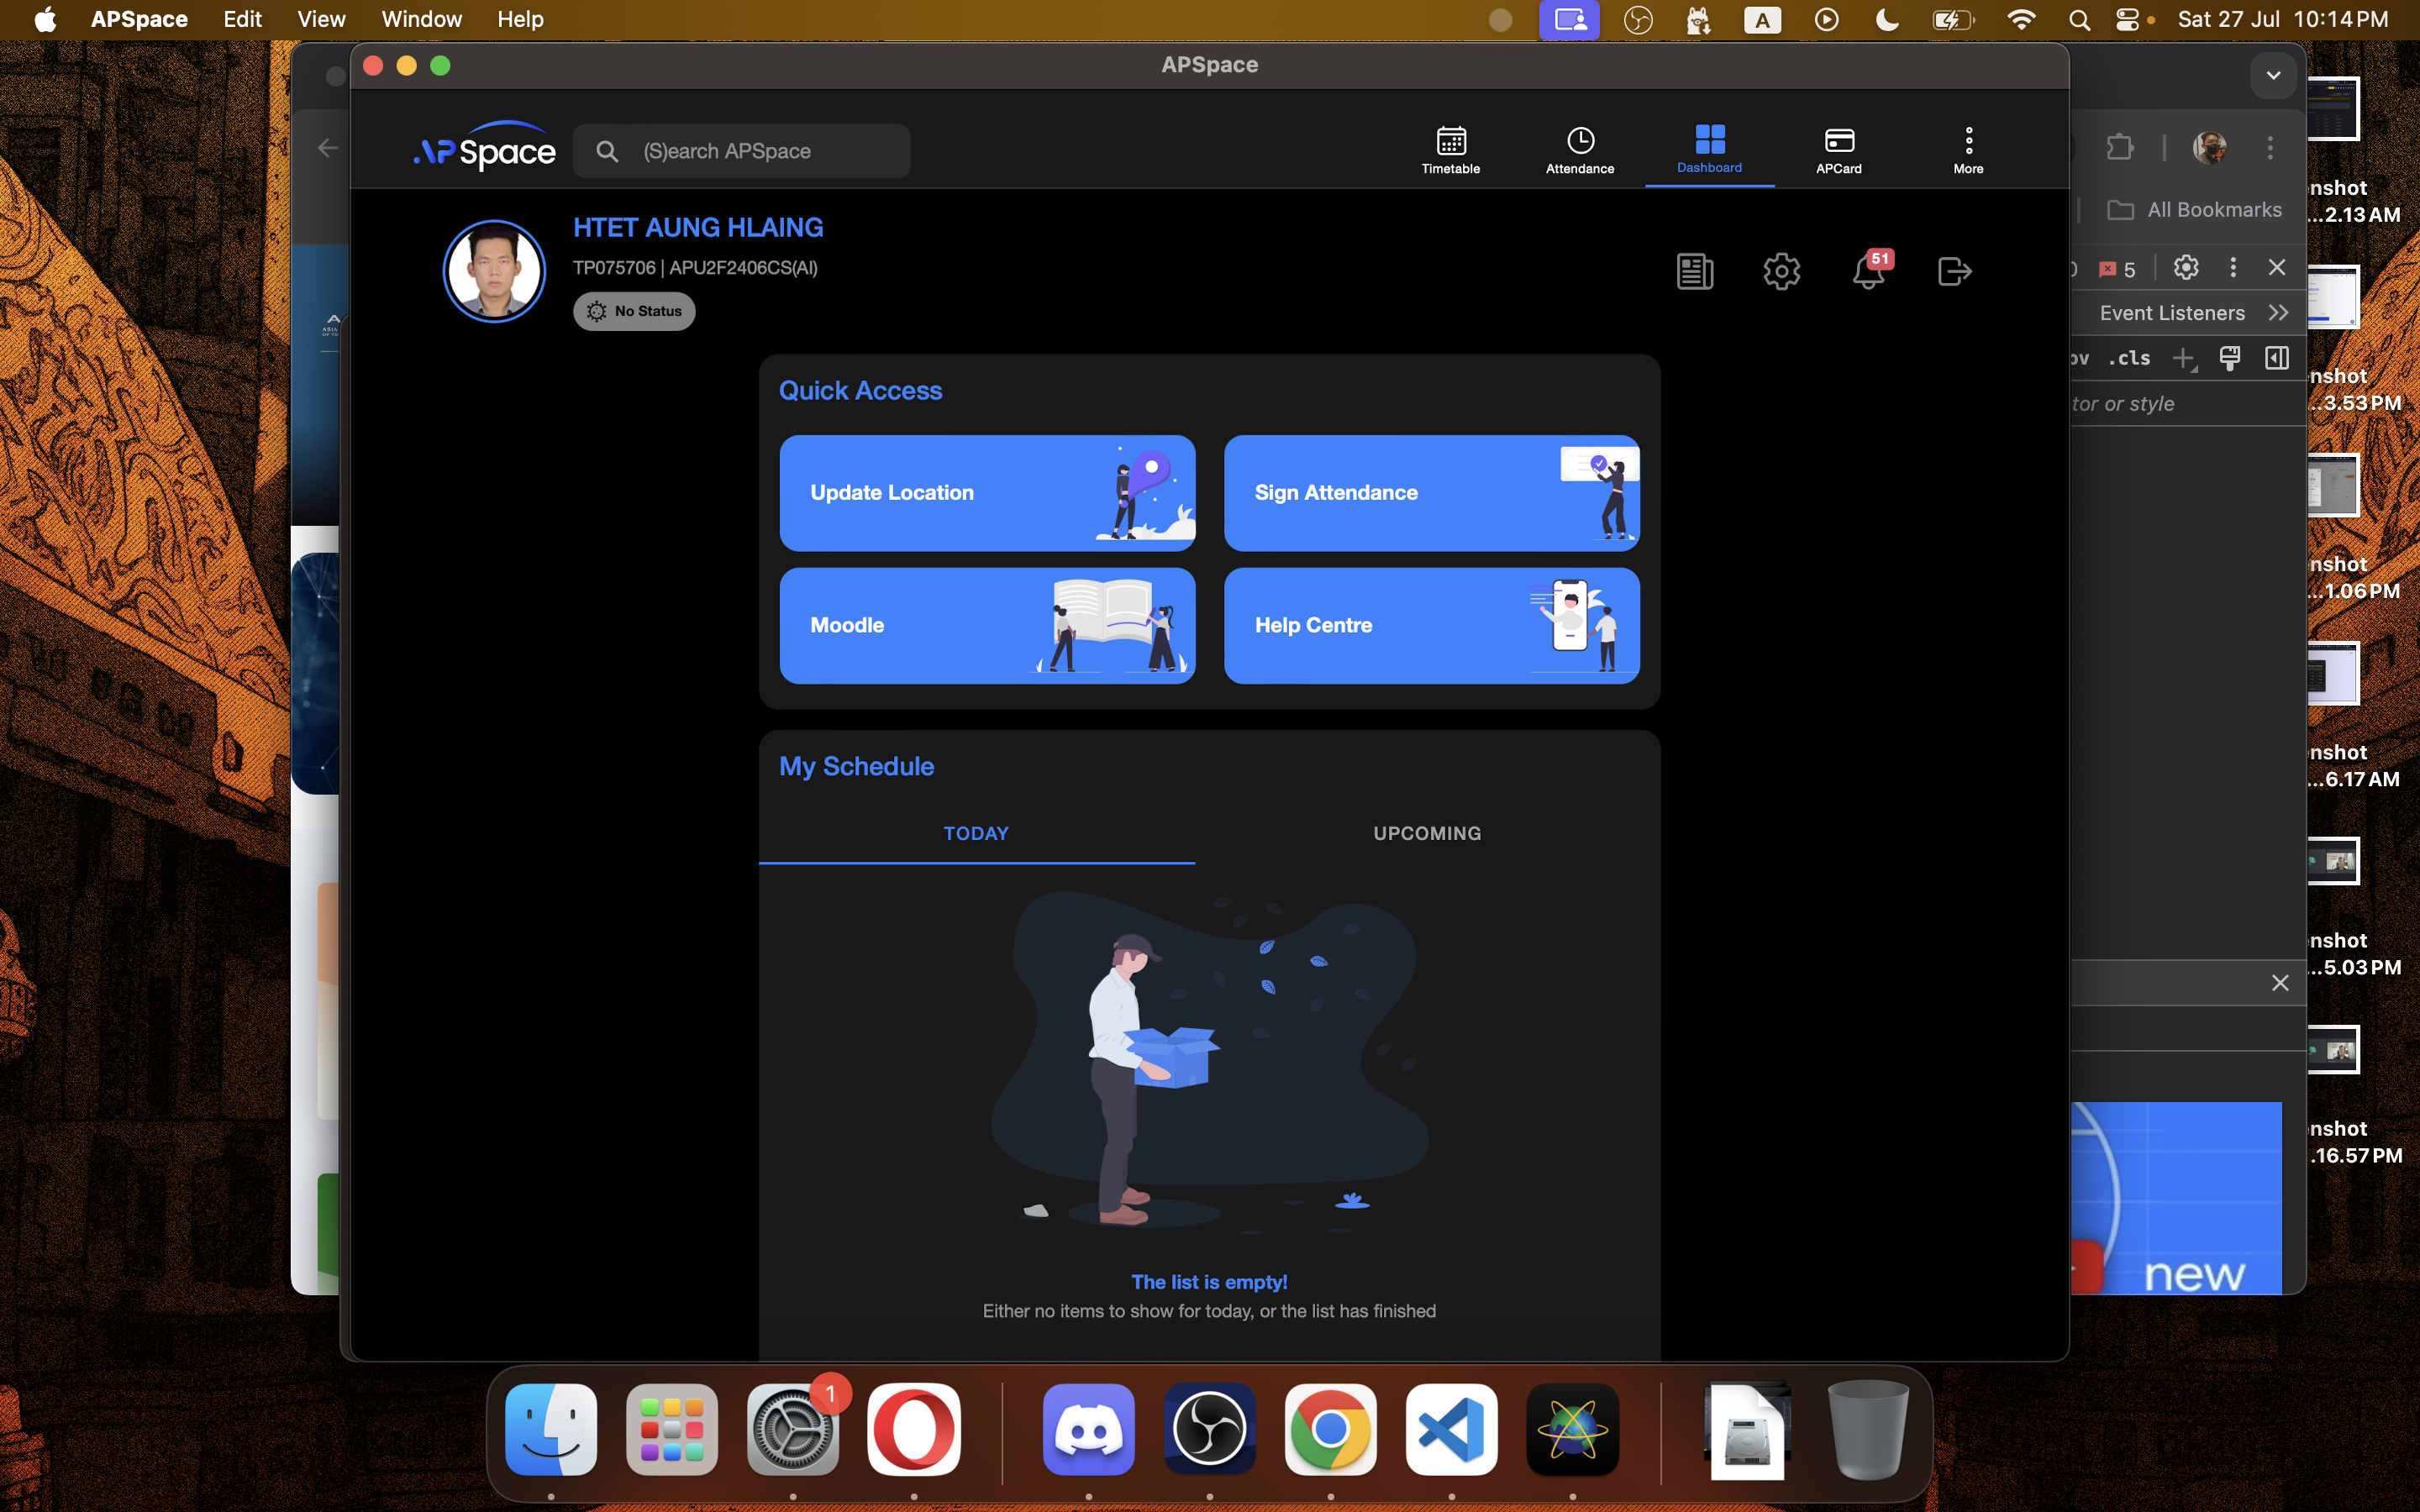 APSpace Edit View Window Help
A
Sat 27 Jul 10:14 PM
APSpace
APSpace
(S)earch APSpace
Timetable
Attendance
Dashboard
APCard
More
HTET AUNG HLAING
TP075706 | APU2F2406CS(AI)
No Status
51
Quick Access
Update Location
Sign Attendance
Moodle
Help Centre
My Schedule
TODAY
UPCOMING
The list is empty!
Either no items to show for today, or the list has finished
All Bookmarks
5
Event Listeners
.cls
tor or style
new
nshot
...2.13 AM
nshot
...3.53 PM
nshot
...1.06 PM
nshot
...6.17 AM
nshot
...5.03 PM
nshot
.16.57 PM
1